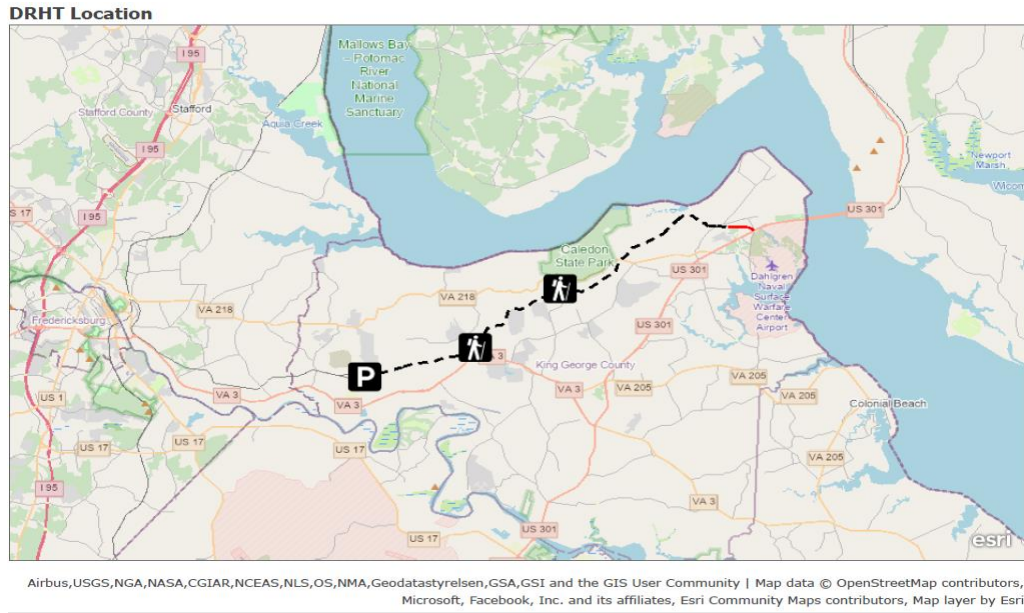 DRHT Location
Mallows Bay
- Potomac
River
National
Marine
Sanctuary
I 95
Stafford County
Stafford
Aquia Creek
I 95
Newport
Marsh
S 17
I 95
US 301
Caledon
State Park
US 301
Dahlgren
Naval
Surface
Warfare
Center
Airport
VA 218
VA 218
Fredericksburg
US 301
P
3
King George County
VA 3
US 1
VA 3
VA 3
VA 205
VA 205
VA 205
Colonial Beach
US 17
US 17
VA 205
I 95
VA 3
US 301
US 17
esri
Airbus,USGS,NGA,NASA,CGIAR,NCEAS,NLS,OS,NMA,Geodatastyrelsen,GSA,GSI and the GIS User Community | Map data © OpenStreetMap contributors,
Microsoft, Facebook, Inc. and its affiliates, Esri Community Maps contributors, Map layer by Esri